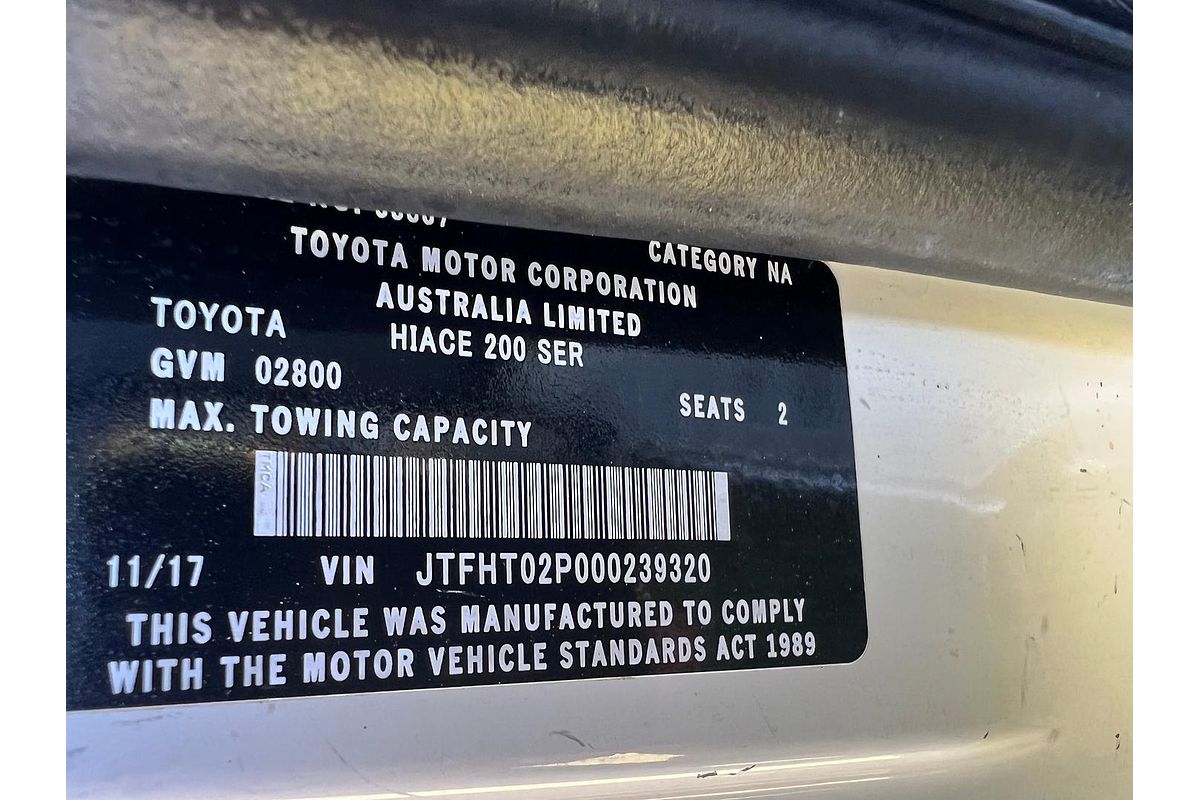 CATEGORY NA
TOYOTA MOTOR CORPORATION
AUSTRALIA LIMITED
TOYOTA HIACE 200 SER
GVM 02800 SEATS 2
MAX. TOWING CAPACITY
TMCA
11/17 VIN JTFHT02P000239320
THIS VEHICLE WAS MANUFACTURED TO COMPLY
WITH THE MOTOR VEHICLE STANDARDS ACT 1989